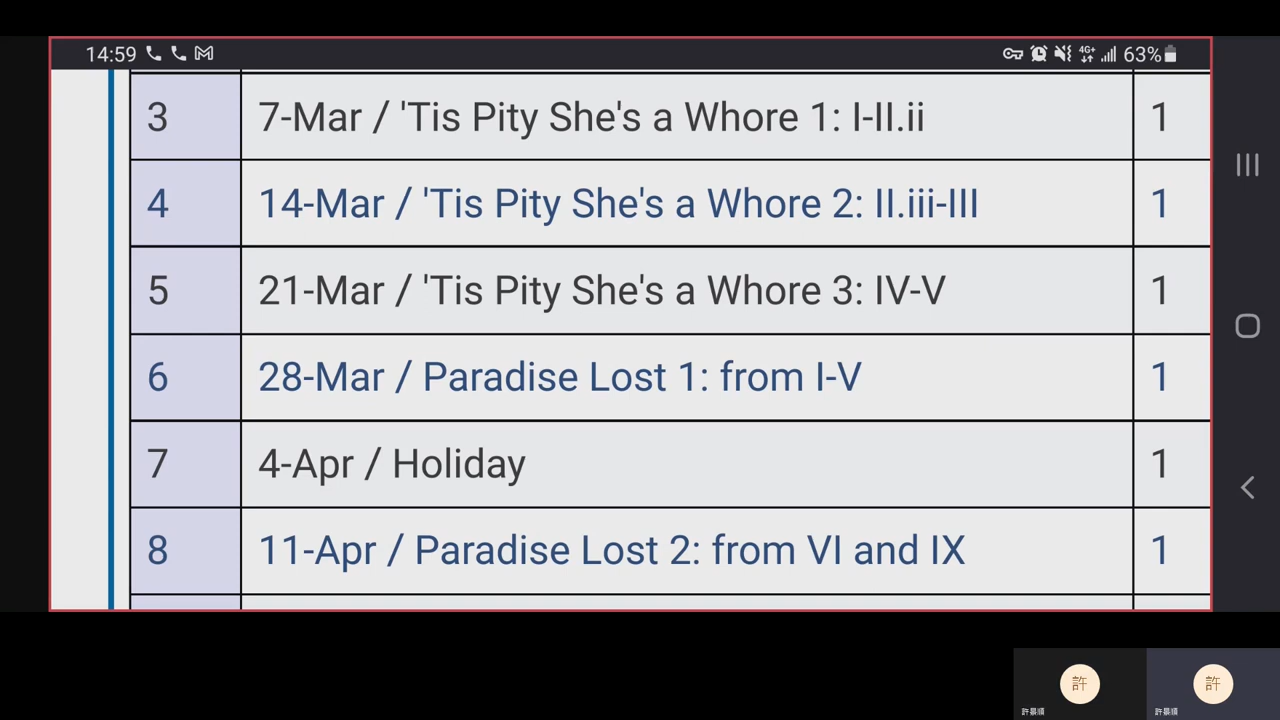 14:59 4G+ 63%
3 7-Mar / 'Tis Pity She's a Whore 1: I-II.ii 1
4 14-Mar / 'Tis Pity She's a Whore 2: II.iii-III 1
5 21-Mar / 'Tis Pity She's a Whore 3: IV-V 1
6 28-Mar / Paradise Lost 1: from I-V 1
7 4-Apr / Holiday 1
8 11-Apr / Paradise Lost 2: from VI and IX 1
許 許